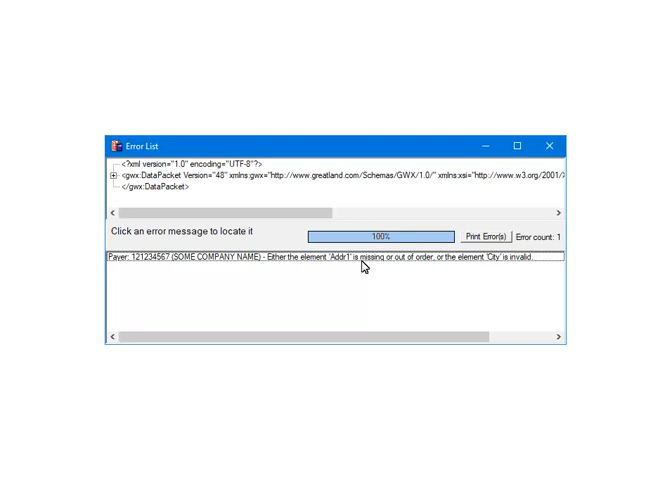 Error List
<?xml version="1.0" encoding="UTF-8"?>
<gwx:DataPacket Version="48" xmlns:gwx="http://www.greatland.com/Schemas/GWX/1.0/" xmlns:xsi="http://www.w3.org/2001/
</gwx:DataPacket>
Click an error message to locate it
100%
Print Error(s)
Error count: 1
Payer: 121234567 (SOME COMPANY NAME) - Either the element 'Addr1' is missing or out of order, or the element 'City' is invalid.